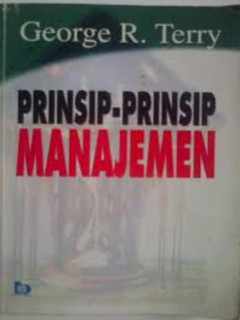 George R. Terry
PRINSIP-PRINSIP
MANAJEMEN